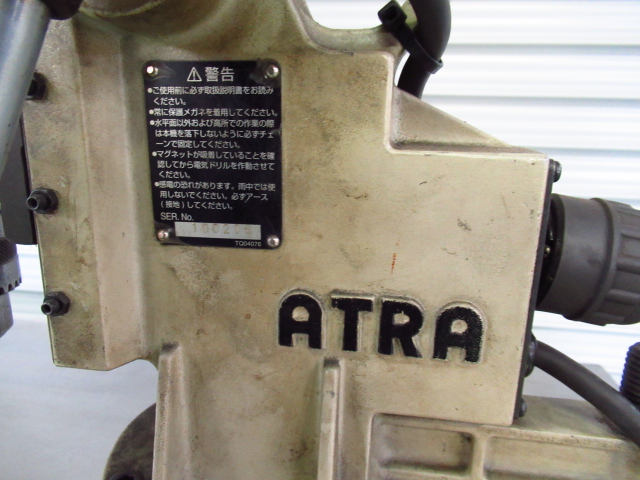 ⚠警告
●ご使用前に必ず取扱説明書をお読み
ください。
●常に保護メガネを着用してください。
●水平面以外および高所での作業の際
は本機を落下しないように必ずチェ
ーンで固定してください。
●マグネットが吸着していることを確
認してから電気ドリルを作動させて
ください。
●感電の恐れがあります。雨中では使
用しないでください。必ずアース
(接地)してください。
SER. No.
TQ04076
ATRA